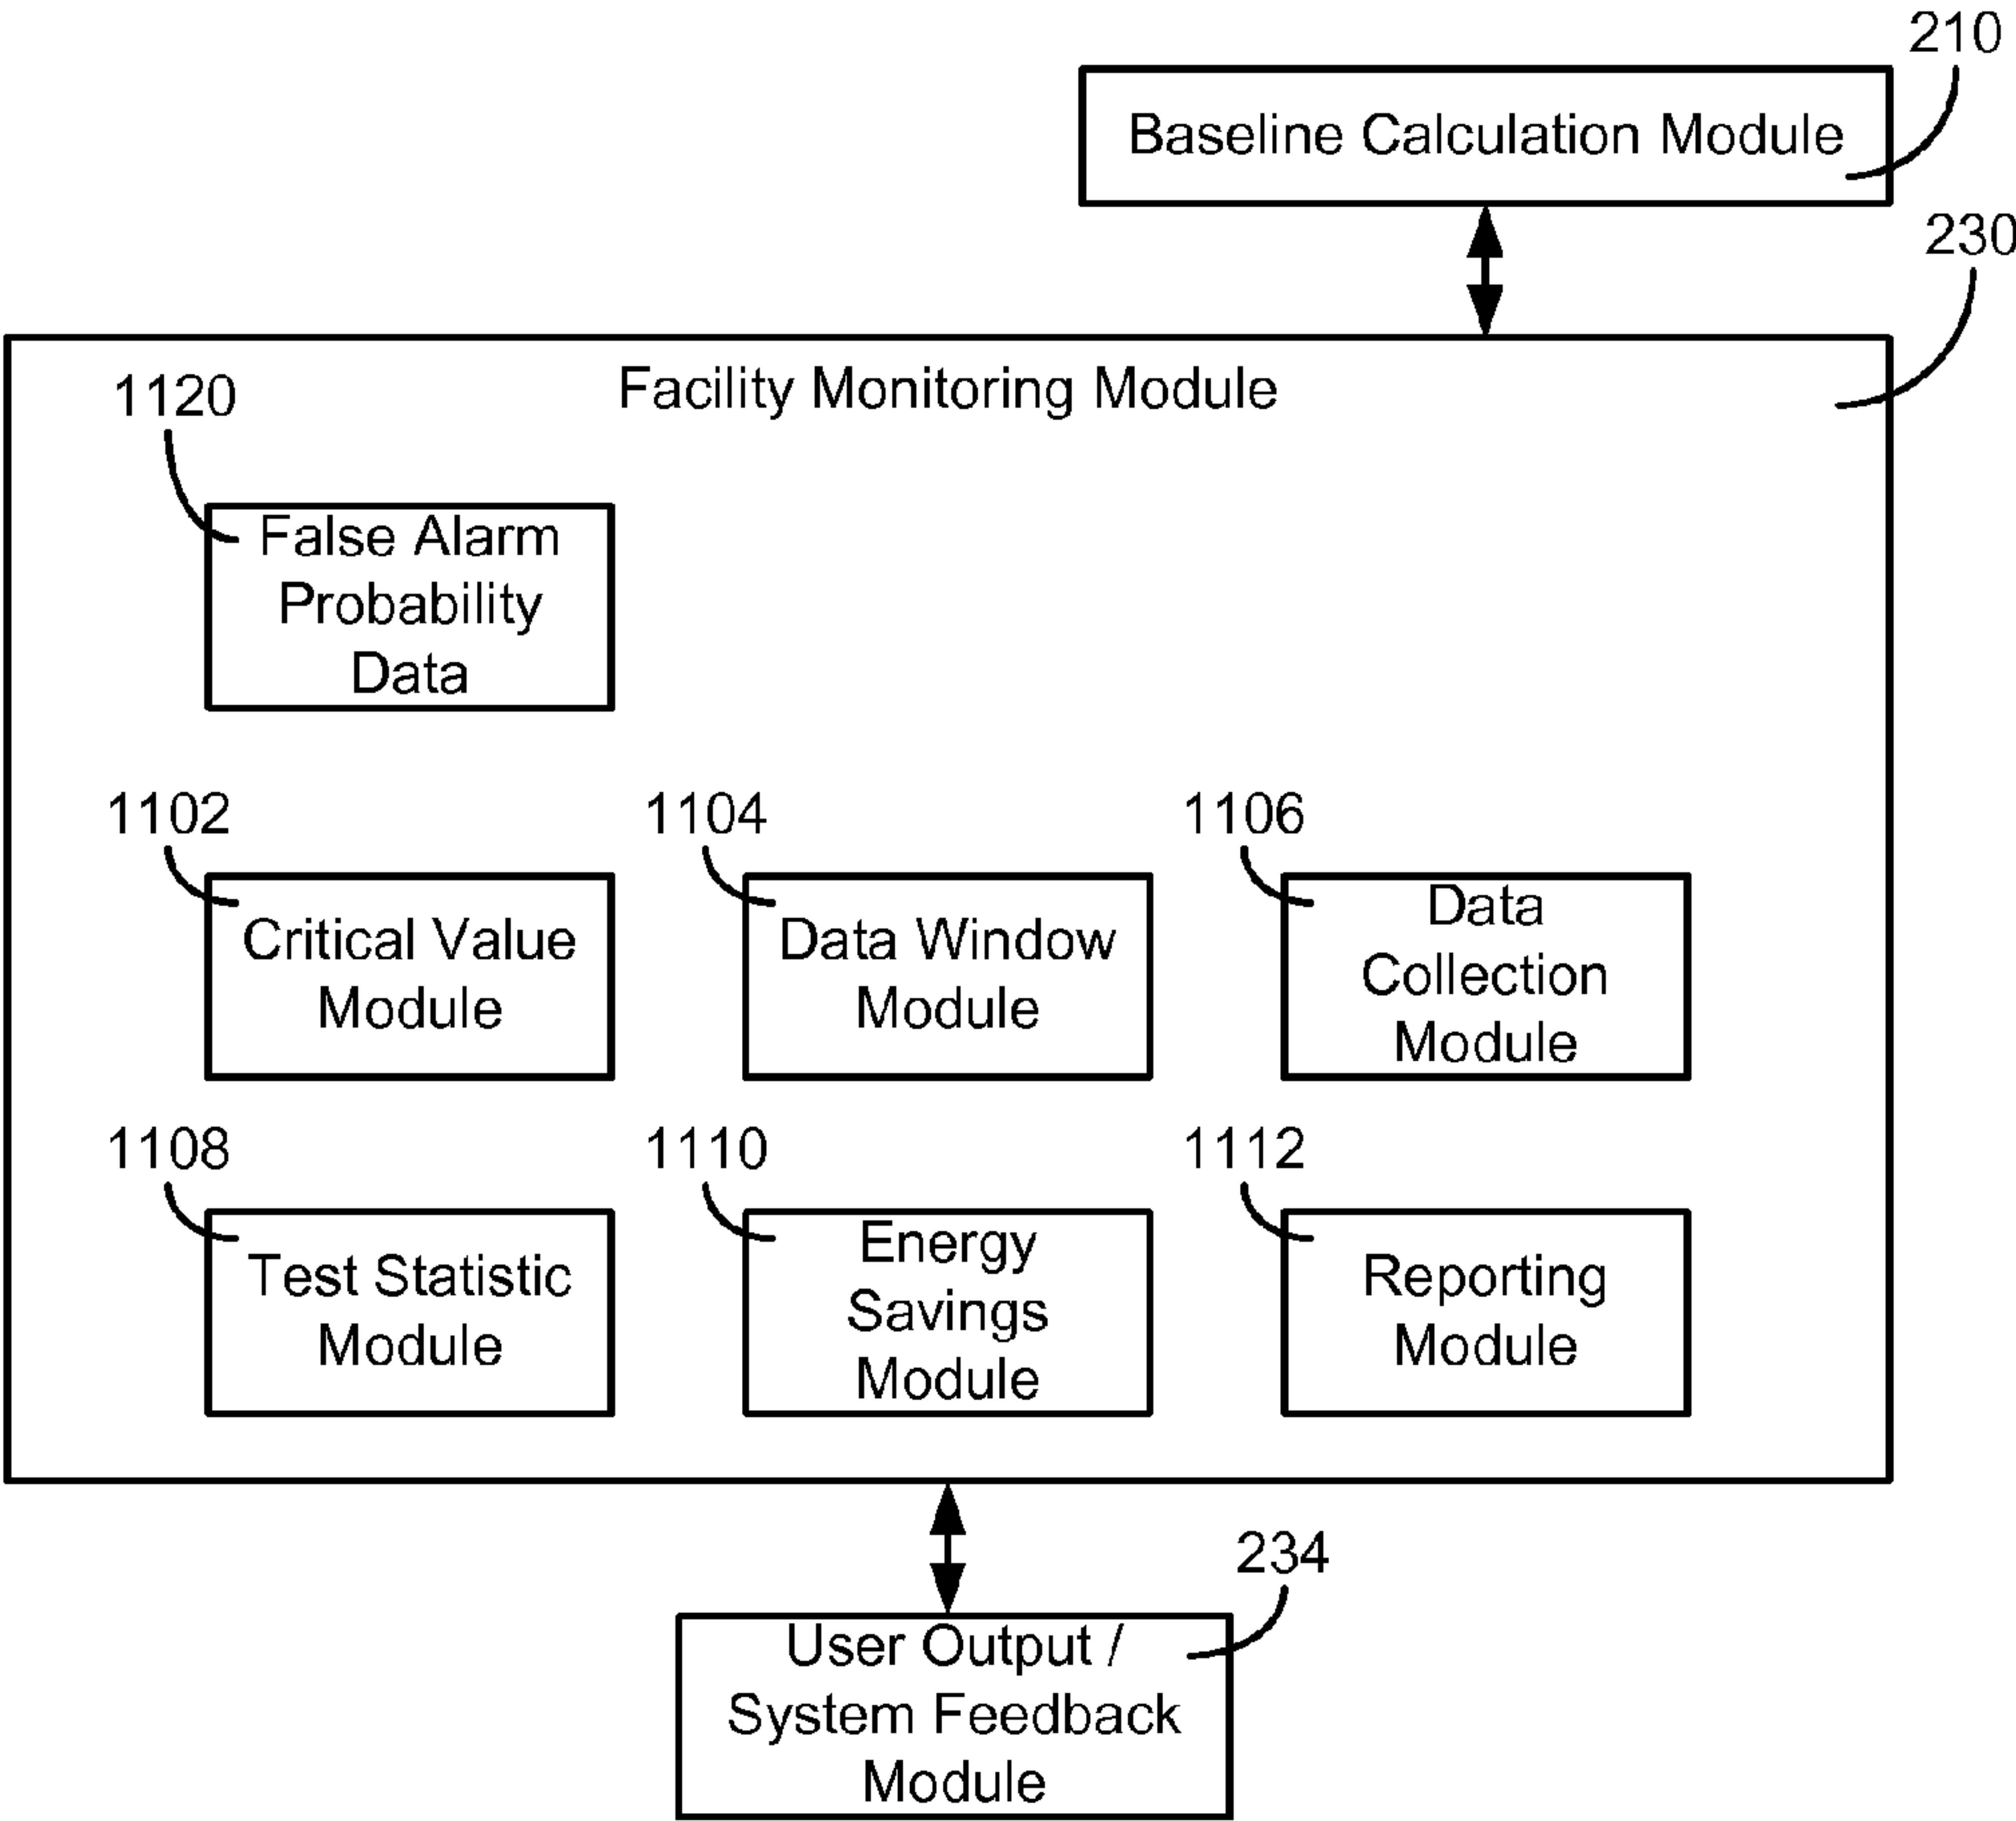 210
Baseline Calculation Module
230
Facility Monitoring Module
1120
False Alarm
Probability
Data
1102
Critical Value
Module
1104
Data Window
Module
1106
Data
Collection
Module
1108
Test Statistic
Module
1110
Energy
Savings
Module
1112
Reporting
Module
234
User Output /
System Feedback
Module